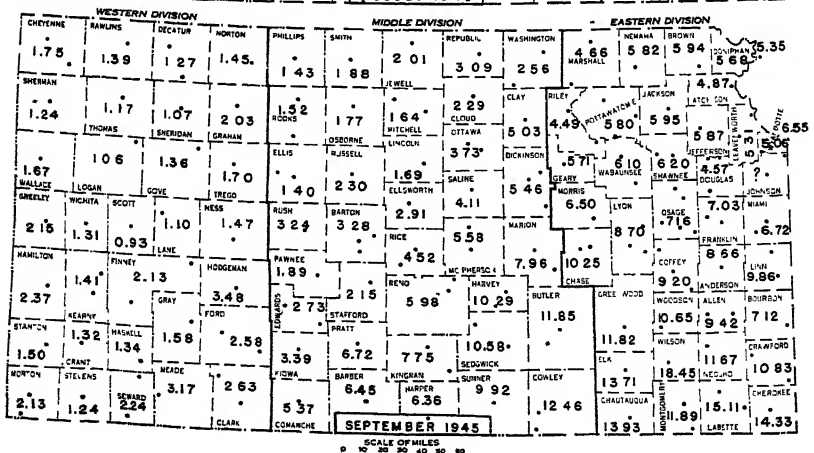 WESTERN DIVISION MIDDLE DIVISION EASTERN DIVISION
CHEYENNE RAWLINS DECATUR NORTON PHILLIPS SMITH JEWELL REPUBLIC WASHINGTON MARSHALL NEMAHA BROWN DONIPHAN
1.75 1.39 1.27 1.45 1.43 1.88 2.01 3.09 2.56 4.66 5.82 5.94 5.68 5.35
SHERMAN THOMAS SHERIDAN GRAHAM ROOKS OSBORNE MITCHELL CLOUD CLAY RILEY POTTAWATOMIE JACKSON ATCHISON
1.24 1.17 1.07 2.03 1.52 1.77 1.64 2.29 5.03 4.49 5.80 5.95 4.87
OTTAWA JEFFERSON LEAVENWORTH
3.73 5.87 5.31 5.06 6.55
WALLACE LOGAN GOVE TREGO ELLIS RUSSELL LINCOLN DICKINSON GEARY WABAUNSEE SHAWNEE DOUGLAS JOHNSON
1.67 1.06 1.36 1.70 1.40 2.30 1.69 5.46 .571 6.10 6.20 4.57 ?
ELLSWORTH SALINE MORRIS
2.91 4.11 6.50
GREELEY WICHITA SCOTT LANE NESS RUSH BARTON RICE MC PHERSON MARION CHASE LYON OSAGE FRANKLIN MIAMI
2.15 1.31 0.93 1.10 1.47 3.24 3.28 4.52 5.58 7.96 10.25 8.70 7.16 7.03 6.72
HAMILTON KEARNY FINNEY HODGEMAN PAWNEE STAFFORD RENO HARVEY COFFEY ANDERSON LINN
2.37 1.41 2.13 3.48 1.89 2.15 5.98 10.29 9.20 8.66 9.86
GRAY FORD EDWARDS BUTLER GREENWOOD WOODSON ALLEN BOURBON
1.58 2.58 2.73 11.85 11.82 10.65 9.42 7.12
STANTON GRANT HASKELL KIOWA PRATT KINGMAN SEDGWICK ELK WILSON NEOSHO CRAWFORD
1.50 1.32 1.34 3.39 6.72 7.75 10.58 13.71 18.45 11.67 10.83
MORTON STEVENS SEWARD MEADE CLARK COMANCHE BARBER HARPER SUMNER COWLEY CHAUTAUQUA MONTGOMERY LABETTE CHEROKEE
2.13 1.24 2.24 3.17 2.63 5.37 6.45 6.36 9.92 12.46 13.93 11.89 15.11 14.33
SEPTEMBER 1945
SCALE OF MILES
0 10 20 30 40 50 60